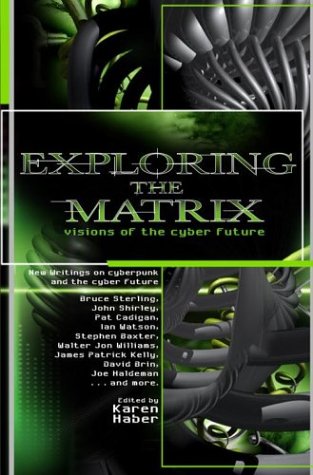 EXPLORING
THE
MATRIX
visions of the cyber future
New Writings on cyberpunk
and the cyber future
Bruce Sterling,
John Shirley,
Pat Cadigan,
Ian Watson,
Stephen Baxter,
Walter Jon Williams,
James Patrick Kelly,
David Brin,
Joe Haldeman
. . . and more.
Edited by
Karen
Haber